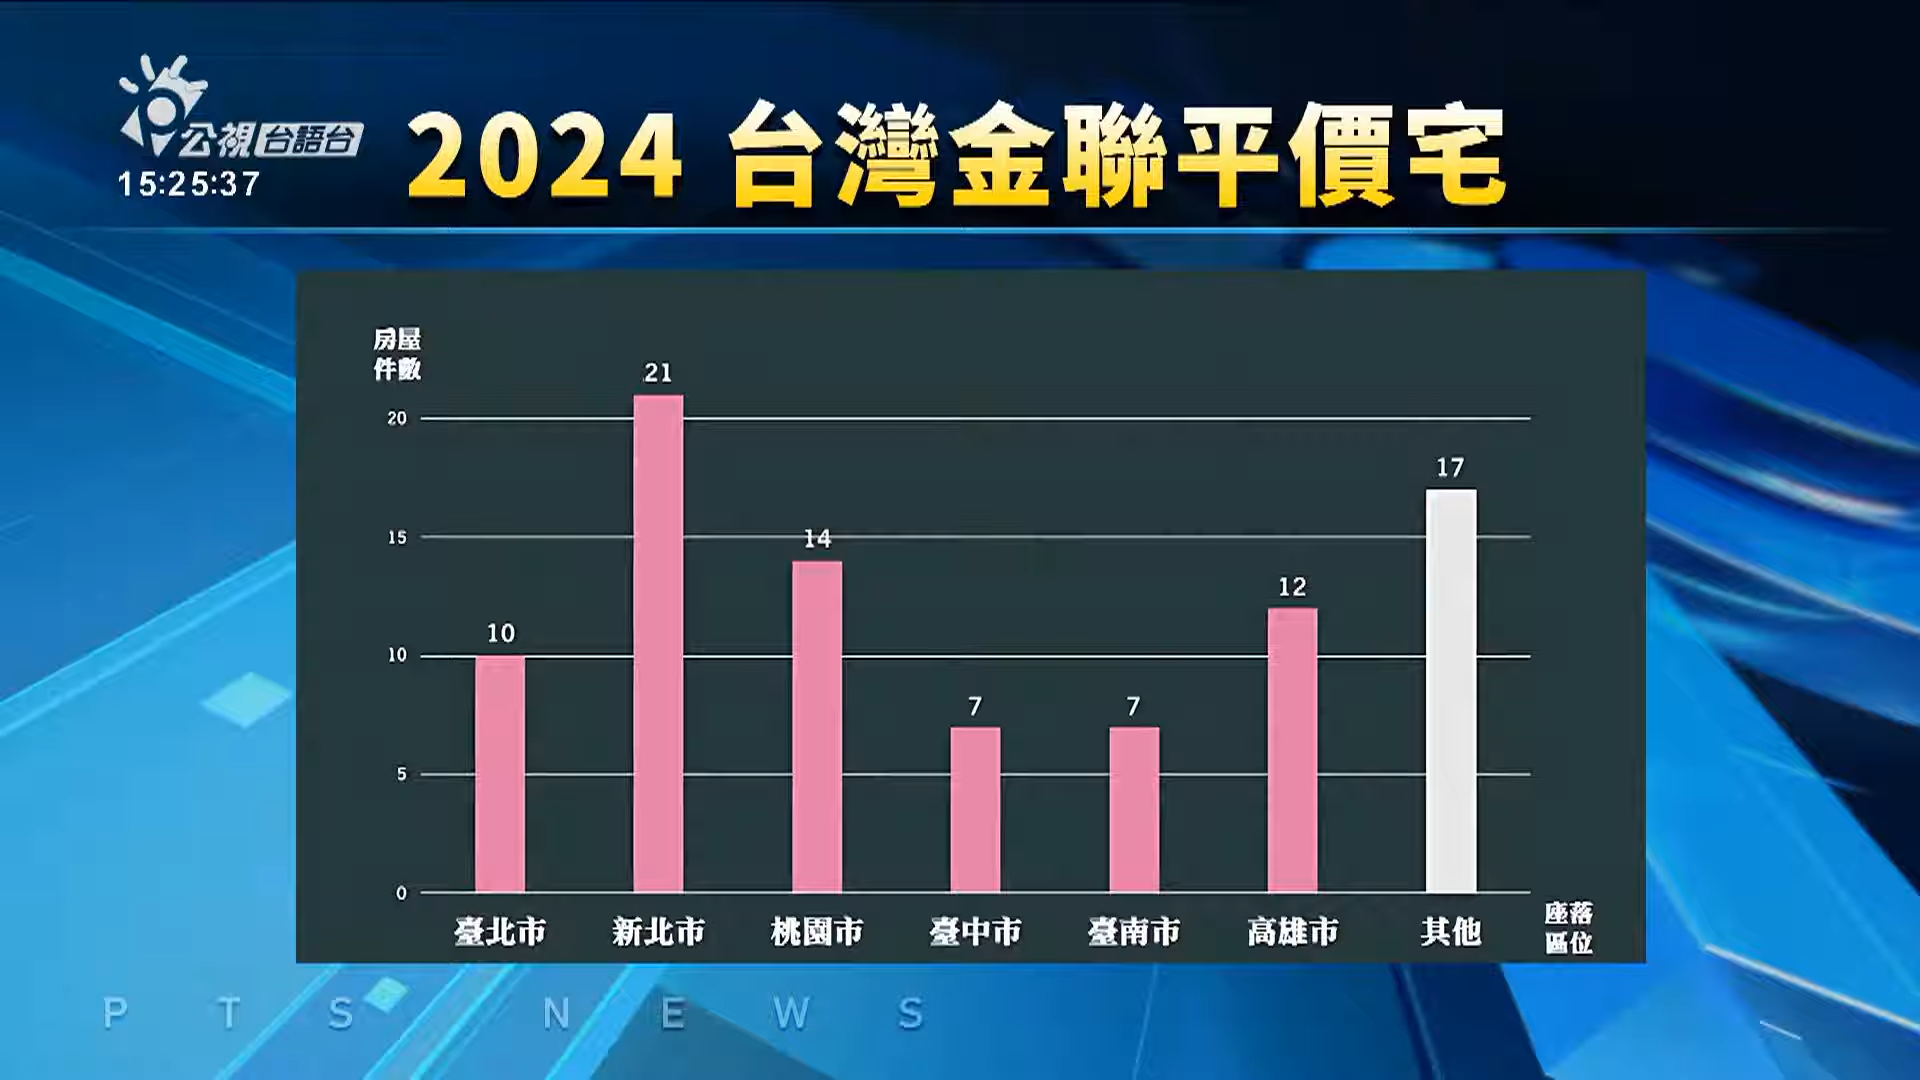 公視台語台
15:25:37
2024 台灣金聯平價宅
房屋
件數
20
15
10
5
0
10
21
14
7
7
12
17
臺北市
新北市
桃園市
臺中市
臺南市
高雄市
其他
座落
區位
PTS NEWS